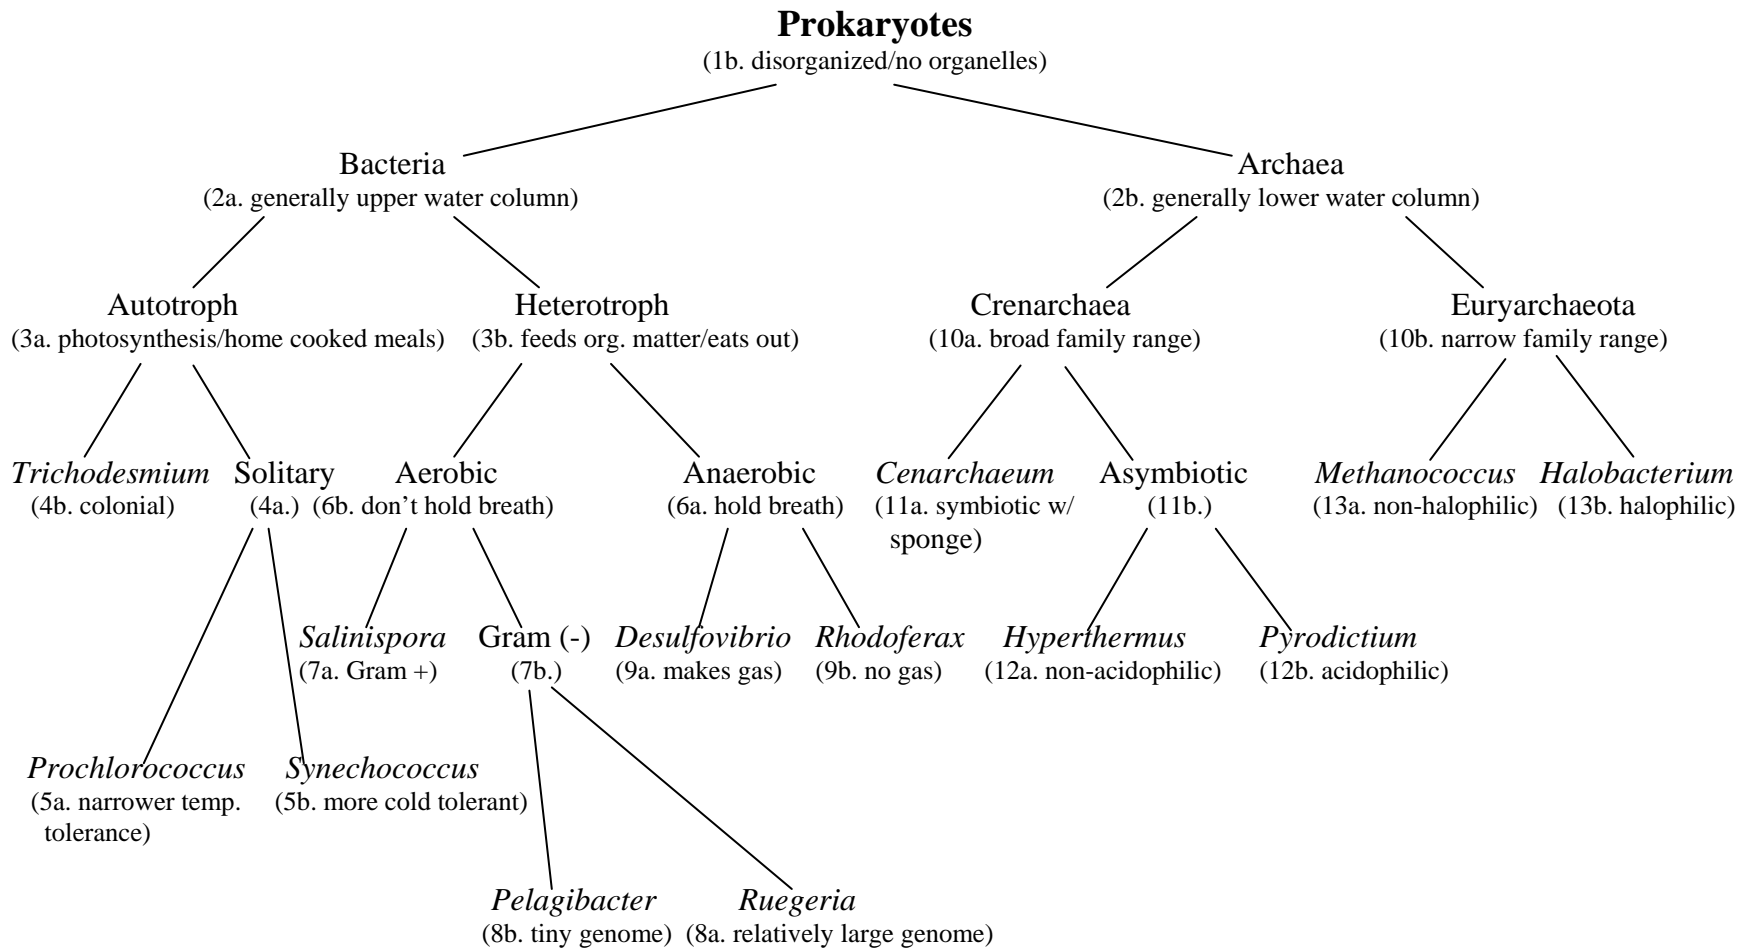 Prokaryotes
(1b. disorganized/no organelles)
Bacteria
(2a. generally upper water column)
Archaea
(2b. generally lower water column)
Autotroph
(3a. photosynthesis/home cooked meals)
Heterotroph
(3b. feeds org. matter/eats out)
Crenarchaea
(10a. broad family range)
Euryarchaeota
(10b. narrow family range)
Trichodesmium
(4b. colonial)
Solitary
(4a.)
Aerobic
(6b. don’t hold breath)
Anaerobic
(6a. hold breath)
Cenarchaeum
(11a. symbiotic w/
sponge)
Asymbiotic
(11b.)
Methanococcus
(13a. non-halophilic)
Halobacterium
(13b. halophilic)
Salinispora
(7a. Gram +)
Gram (-)
(7b.)
Desulfovibrio
(9a. makes gas)
Rhodoferax
(9b. no gas)
Hyperthermus
(12a. non-acidophilic)
Pyrodictium
(12b. acidophilic)
Prochlorococcus
(5a. narrower temp.
tolerance)
Synechococcus
(5b. more cold tolerant)
Pelagibacter
(8b. tiny genome)
Ruegeria
(8a. relatively large genome)